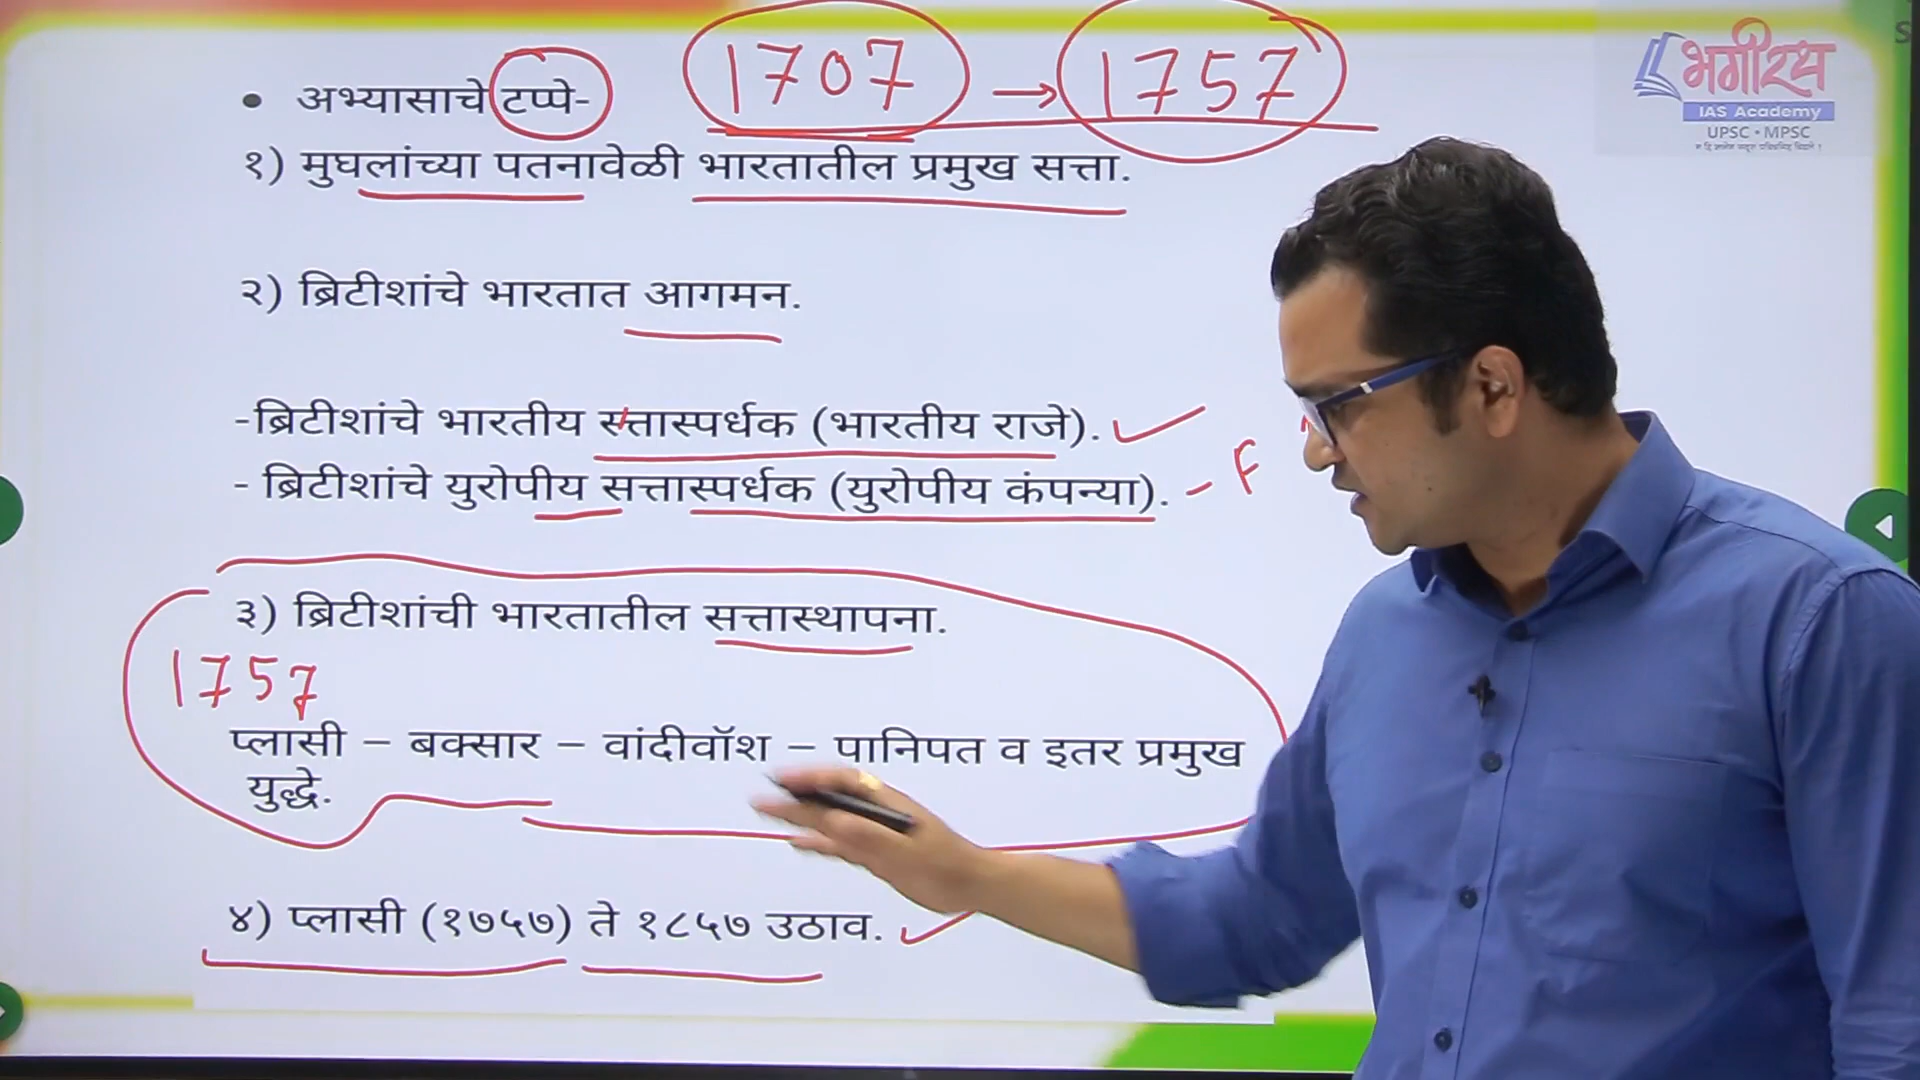 1707 → 1757
• अभ्यासाचे टप्पे-
१) मुघलांच्या पतनावेळी भारतातील प्रमुख सत्ता.
२) ब्रिटीशांचे भारतात आगमन.
-ब्रिटीशांचे भारतीय सत्तास्पर्धक (भारतीय राजे).
- ब्रिटीशांचे युरोपीय सत्तास्पर्धक (युरोपीय कंपन्या). - F
३) ब्रिटीशांची भारतातील सत्तास्थापना.
1757
प्लासी – बक्सार – वांदीवॉश – पानिपत व इतर प्रमुख
युद्धे.
४) प्लासी (१७५७) ते १८५७ उठाव.
भगीरथ
IAS Academy
UPSC • MPSC